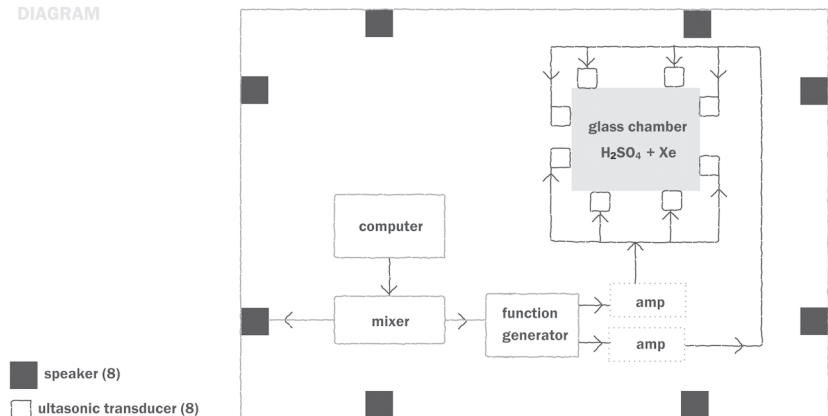 DIAGRAM
glass chamber
H₂SO₄ + Xe
computer
mixer
function
generator
amp
amp
speaker (8)
ultasonic transducer (8)